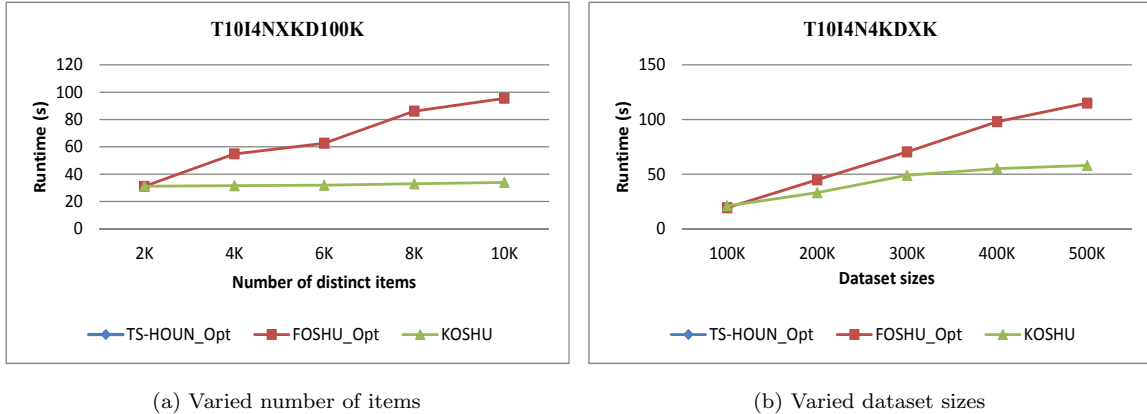 T10I4NXKD100K
Runtime (s)
120
100
80
60
40
20
0
2K 4K 6K 8K 10K
Number of distinct items
TS-HOUN_Opt FOSHU_Opt KOSHU
(a) Varied number of items
T10I4N4KDXK
Runtime (s)
150
100
50
0
100K 200K 300K 400K 500K
Dataset sizes
TS-HOUN_Opt FOSHU_Opt KOSHU
(b) Varied dataset sizes